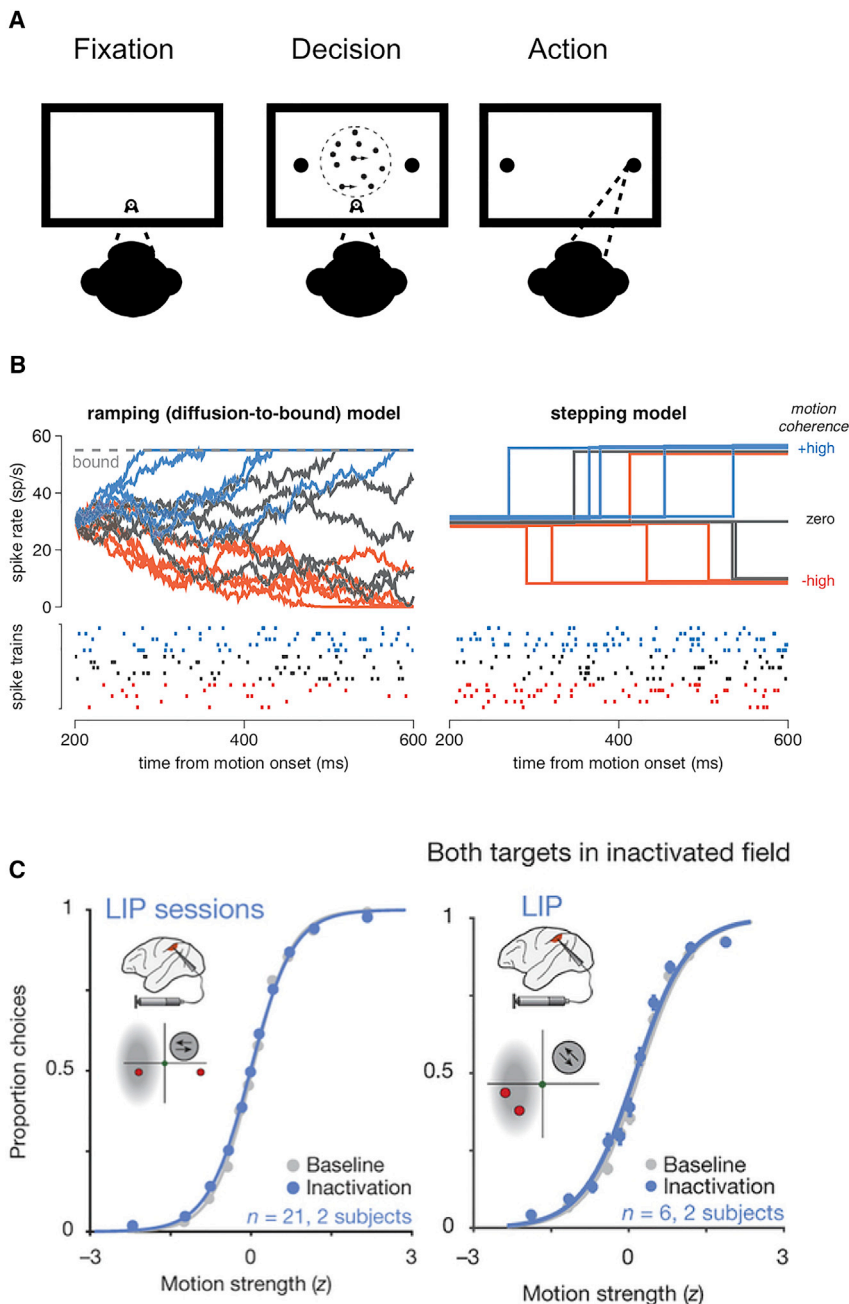 A
Fixation
Decision
Action
B
ramping (diffusion-to-bound) model
stepping model
motion
coherence
60
bound
+high
40
spike rate (sp/s)
zero
20
-high
0
spike trains
200
400
600
200
400
600
time from motion onset (ms)
time from motion onset (ms)
Both targets in inactivated field
C
1
LIP sessions
1
LIP
Proportion choices
0.5
0.5
Baseline
Inactivation
n = 21, 2 subjects
Baseline
Inactivation
n = 6, 2 subjects
0
0
−3
0
3
Motion strength (z)
−3
0
3
Motion strength (z)